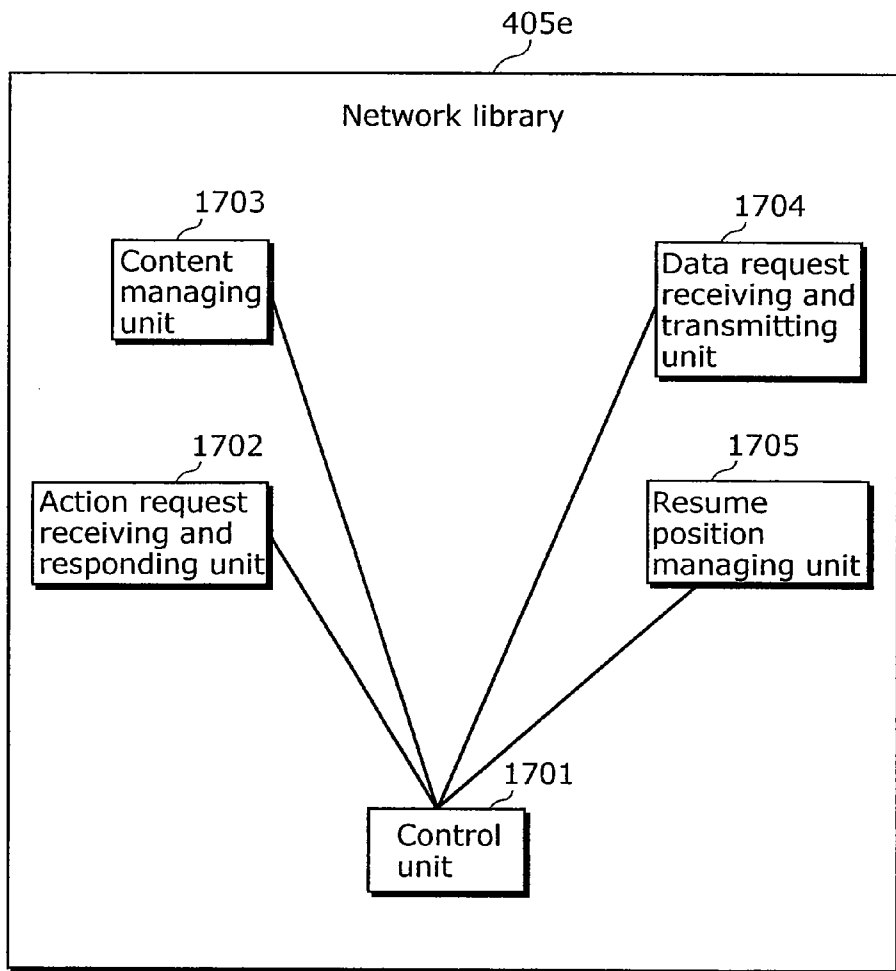 405e
Network library
1703
Content
managing
unit
1704
Data request
receiving and
transmitting
unit
1702
Action request
receiving and
responding unit
1705
Resume
position
managing unit
1701
Control
unit